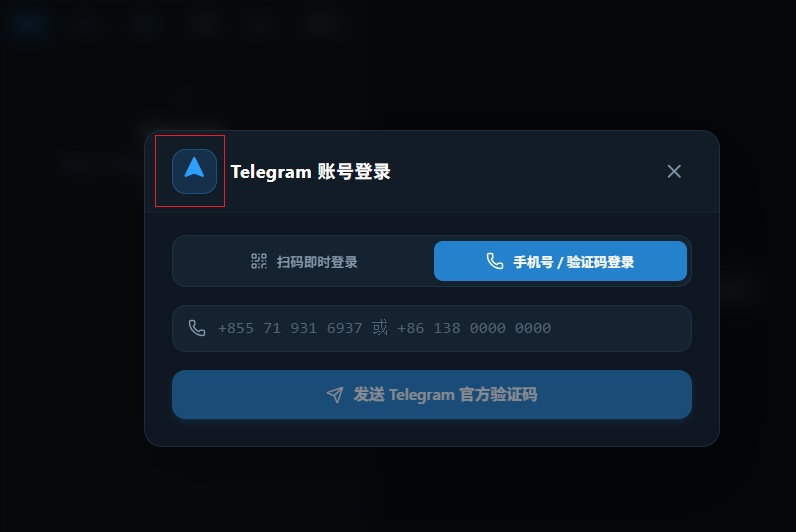 Telegram 账号登录
扫码即时登录
手机号 / 验证码登录
+855 71 931 6937 或 +86 138 0000 0000
发送 Telegram 官方验证码